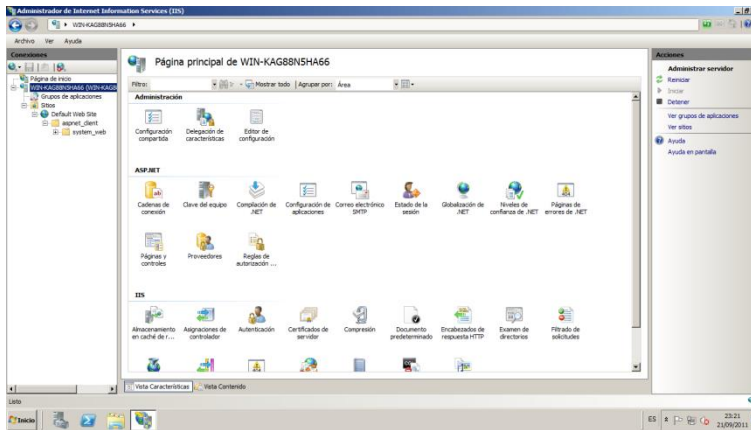 Administrador de Internet Information Services (IIS)
WIN-KAG88N5HA66
Archivo Ver Ayuda
Conexiones
Página de inicio
WIN-KAG88N5HA66 (WIN-KAG8
Grupos de aplicaciones
Sitios
Default Web Site
aspnet_client
system_web
Página principal de WIN-KAG88N5HA66
Filtro: Mostrar todo Agrupar por: Área
Administración
Configuración compartida
Delegación de características
Editor de configuración
ASP.NET
Cadenas de conexión
Clave del equipo
Compilación de .NET
Configuración de aplicaciones
Correo electrónico SMTP
Estado de la sesión
Globalización de .NET
Niveles de confianza de .NET
Páginas de errores de .NET
Páginas y controles
Proveedores
Reglas de autorización ...
IIS
Almacenamiento en caché de r...
Asignaciones de controlador
Autenticación
Certificados de servidor
Compresión
Documento predeterminado
Encabezados de respuesta HTTP
Examen de directorios
Filtrado de solicitudes
Vista Características Vista Contenido
Acciones
Administrar servidor
Reiniciar
Iniciar
Detener
Ver grupos de aplicaciones
Ver sitios
Ayuda
Ayuda en pantalla
Listo
Inicio
ES
23:21
21/09/2011